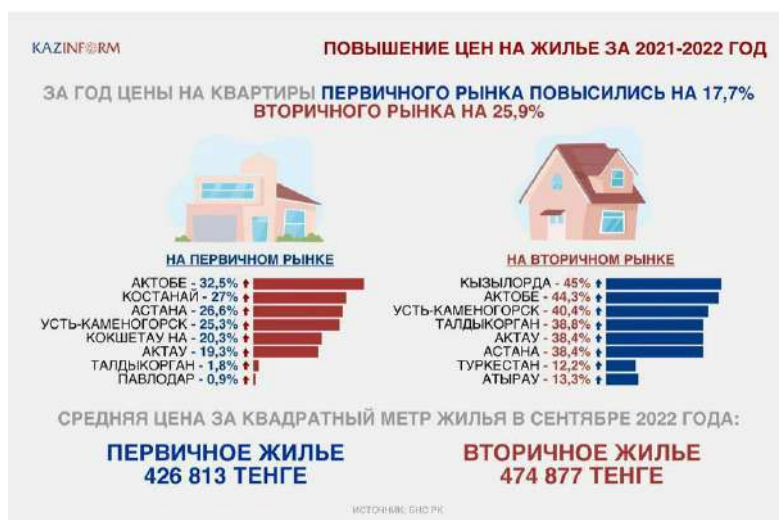 KAZINFORM
ПОВЫШЕНИЕ ЦЕН НА ЖИЛЬЕ ЗА 2021-2022 ГОД
ЗА ГОД ЦЕНЫ НА КВАРТИРЫ ПЕРВИЧНОГО РЫНКА ПОВЫСИЛИСЬ НА 17,7%
ВТОРИЧНОГО РЫНКА НА 25,9%
НА ПЕРВИЧНОМ РЫНКЕ
АКТОБЕ - 32,5%
КОСТАНАЙ - 27%
АСТАНА - 26,6%
УСТЬ-КАМЕНОГОРСК - 25,3%
КОКШЕТАУ НА - 20,3%
АКТАУ - 19,3%
ТАЛДЫКОРГАН - 1,8%
ПАВЛОДАР - 0,9%
НА ВТОРИЧНОМ РЫНКЕ
КЫЗЫЛОРДА - 45%
АКТОБЕ - 44,3%
УСТЬ-КАМЕНОГОРСК - 40,4%
ТАЛДЫКОРГАН - 38,8%
АКТАУ - 38,4%
АСТАНА - 38,4%
ТУРКЕСТАН - 12,2%
АТЫРАУ - 13,3%
СРЕДНЯЯ ЦЕНА ЗА КВАДРАТНЫЙ МЕТР ЖИЛЬЯ В СЕНТЯБРЕ 2022 ГОДА:
ПЕРВИЧНОЕ ЖИЛЬЕ
426 813 ТЕНГЕ
ВТОРИЧНОЕ ЖИЛЬЕ
474 877 ТЕНГЕ
ИСТОЧНИК: БНС РК